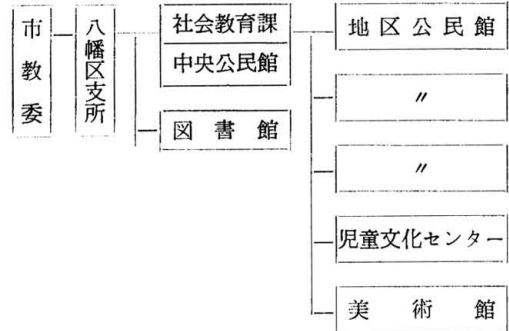 市教委
八幡区支所
社会教育課
中央公民館
図書館
地区公民館
〃
〃
児童文化センター
美術館